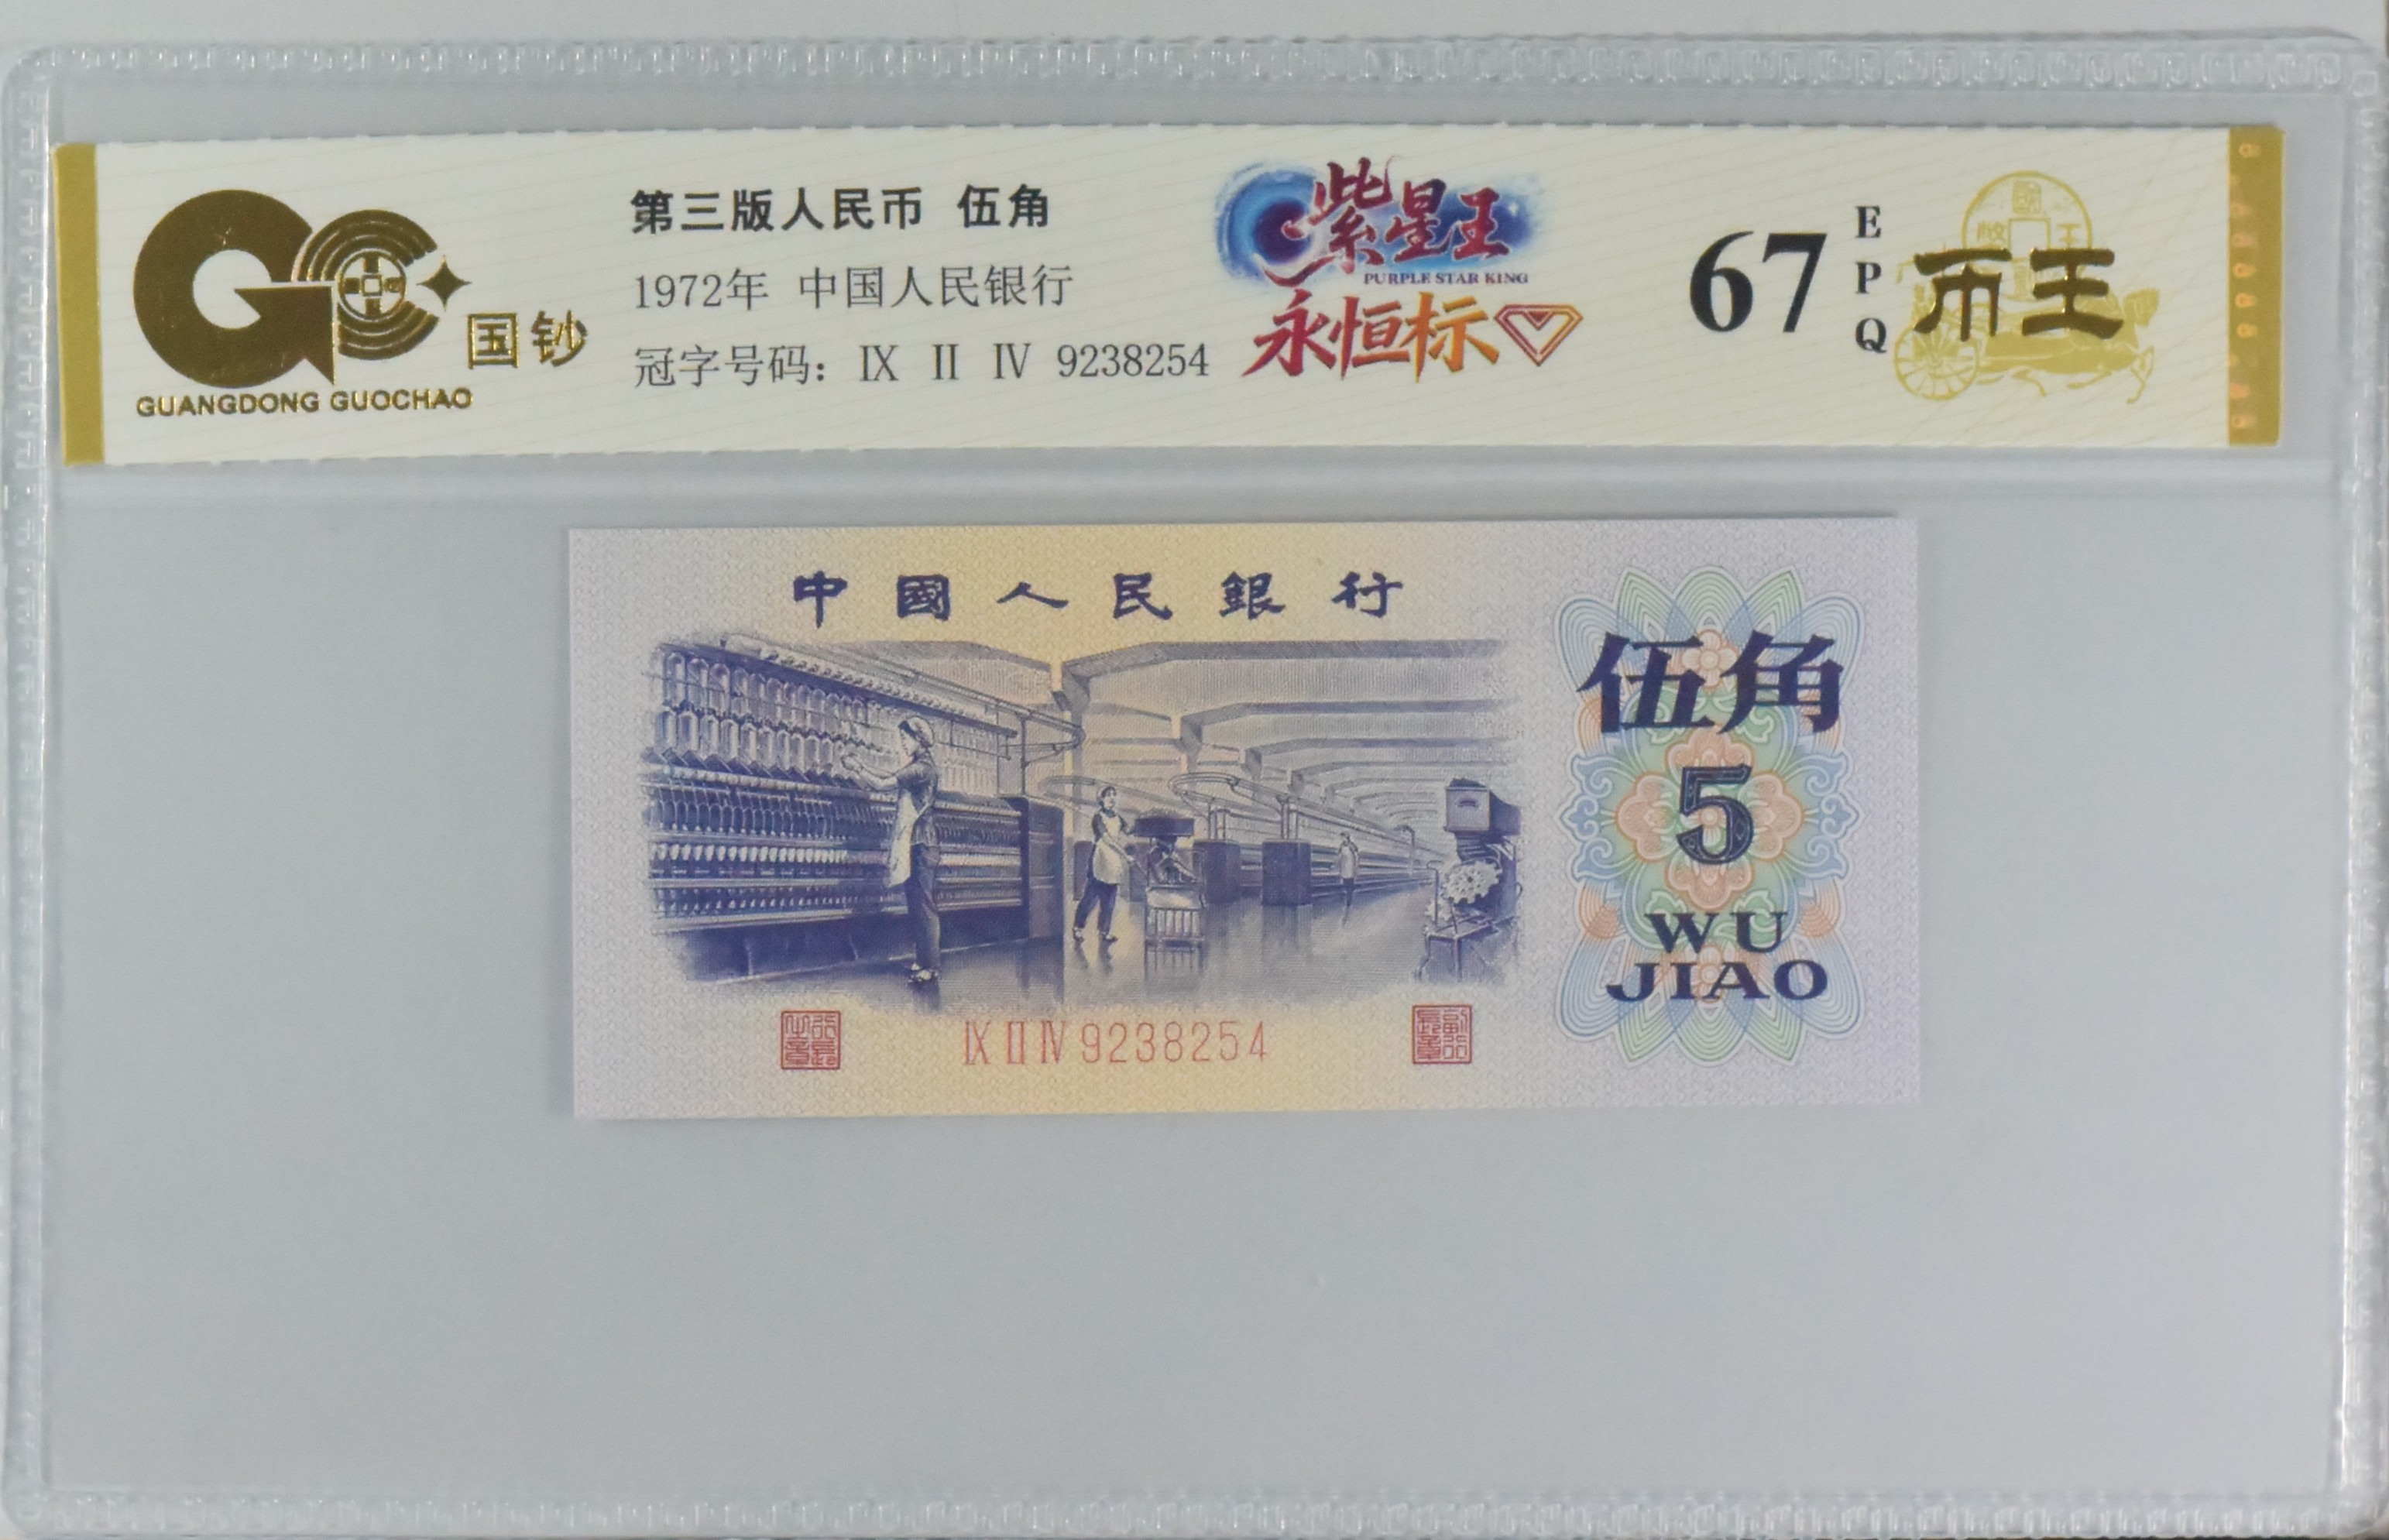 GC
国钞
GUANGDONG GUOCHAO
第三版人民币 伍角
1972年 中国人民银行
冠字号码: Ⅸ Ⅱ Ⅳ 9238254
紫星王
PURPLE STAR KING
永恒标
67
EPQ
币王
中國人民銀行
伍角
5
WU
JIAO
Ⅸ Ⅱ Ⅳ 9238254